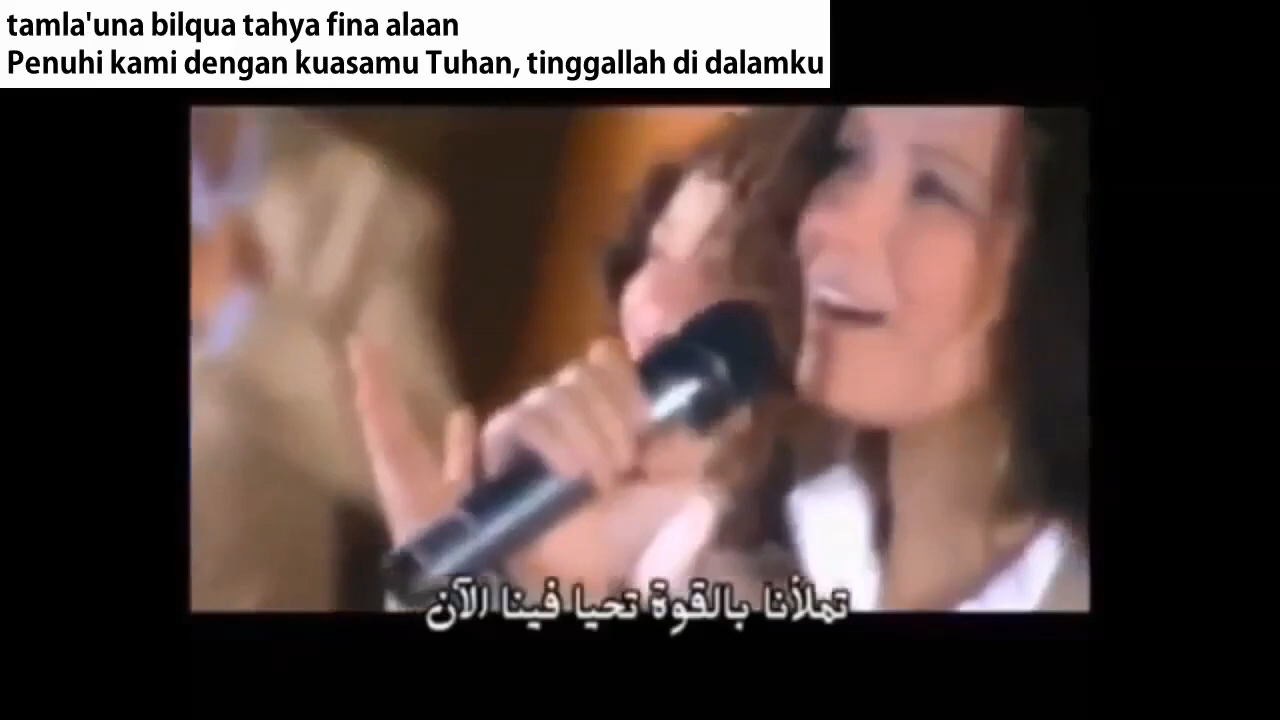 tamla'una bilqua tahya fina alaan
Penuhi kami dengan kuasamu Tuhan, tinggallah di dalamku
تملأنا بالقوة تحيا فينا الآن